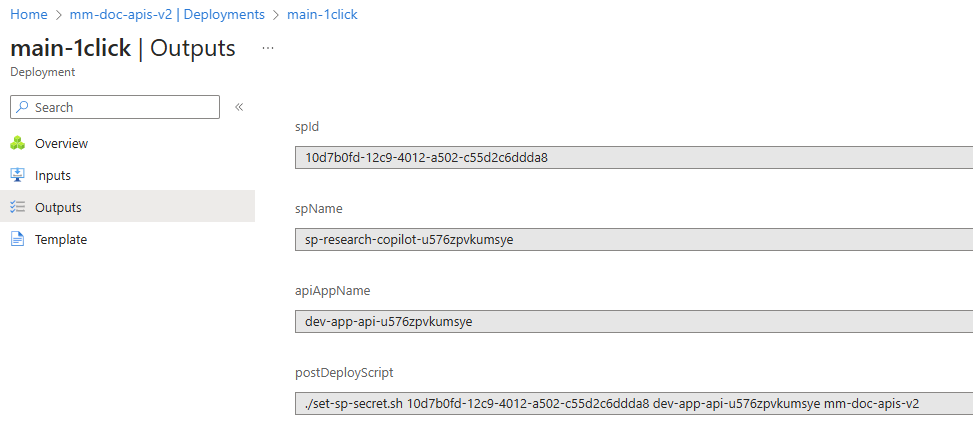 Home > mm-doc-apis-v2 | Deployments > main-1click
main-1click | Outputs ...
Deployment
Search «
Overview
Inputs
Outputs
Template
spId
10d7b0fd-12c9-4012-a502-c55d2c6ddda8
spName
sp-research-copilot-u576zpvkumsye
apiAppName
dev-app-api-u576zpvkumsye
postDeployScript
./set-sp-secret.sh 10d7b0fd-12c9-4012-a502-c55d2c6ddda8 dev-app-api-u576zpvkumsye mm-doc-apis-v2